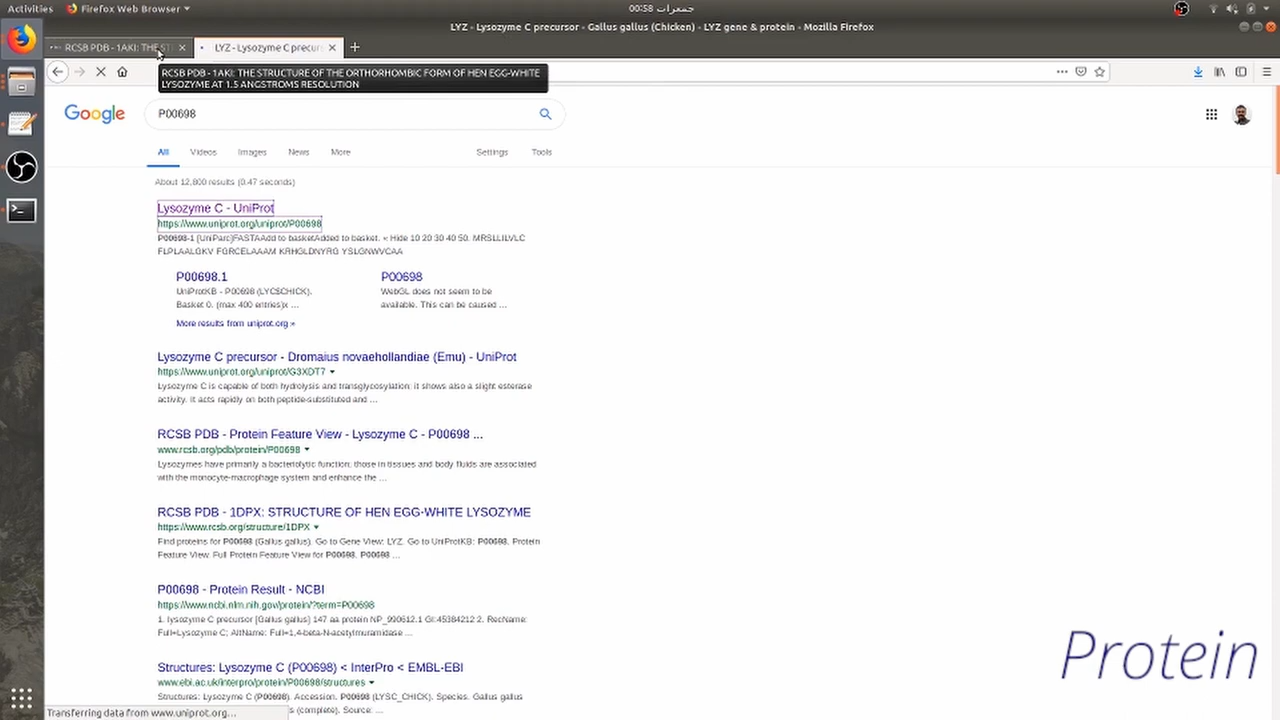 Activities Firefox Web Browser 00:58 جمعرات
LYZ - Lysozyme C precursor - Gallus gallus (Chicken) - LYZ gene & protein - Mozilla Firefox
RCSB PDB - 1AKI: THE ST LYZ - Lysozyme C precurs
RCSB PDB - 1AKI: THE STRUCTURE OF THE ORTHORHOMBIC FORM OF HEN EGG-WHITE
LYSOZYME AT 1.5 ANGSTROMS RESOLUTION
Google P00698
All Videos Images News More Settings Tools
About 12,800 results (0.47 seconds)
Lysozyme C - UniProt
https://www.uniprot.org/uniprot/P00698
P00698-1 [UniParc]FASTAAdd to basketAdded to basket. « Hide 10 20 30 40 50. MRSLLILVLC
FLPLAALGKV FGRCELAAAM KRHGLDNYRG YSLGNWVCAA
P00698.1 P00698
UniProtKB - P00698 (LYSC_CHICK). WebGL does not seem to be
Basket 0. (max 400 entries)x ... available. This can be caused ...
More results from uniprot.org »
Lysozyme C precursor - Dromaius novaehollandiae (Emu) - UniProt
https://www.uniprot.org/uniprot/G3XDT7
Lysozyme C is capable of both hydrolysis and transglycosylation; it shows also a slight esterase
activity. It acts rapidly on both peptide-substituted and ...
RCSB PDB - Protein Feature View - Lysozyme C - P00698 ...
www.rcsb.org/pdb/protein/P00698
Lysozymes have primarily a bacteriolytic function; those in tissues and body fluids are associated
with the monocyte-macrophage system and enhance the ...
RCSB PDB - 1DPX: STRUCTURE OF HEN EGG-WHITE LYSOZYME
https://www.rcsb.org/structure/1DPX
Find proteins for P00698 (Gallus gallus). Go to Gene View: LYZ. Go to UniProtKB: P00698. Protein
Feature View. Full Protein Feature View for P00698. P00698 ...
P00698 - Protein Result - NCBI
https://www.ncbi.nlm.nih.gov/protein/?term=P00698
1. lysozyme C precursor [Gallus gallus] 147 aa protein NP_990612.1 GI:45384212 2. RecName:
Full=Lysozyme C; AltName: Full=1,4-beta-N-acetylmuramidase ...
Structures: Lysozyme C (P00698) < InterPro < EMBL-EBI
www.ebi.ac.uk/interpro/protein/P00698/structures
Structures: Lysozyme C (P00698). Accession. P00698 (LYSC_CHICK). Species. Gallus gallus
s (complete). Source: ...
Transferring data from www.uniprot.org...
Protein